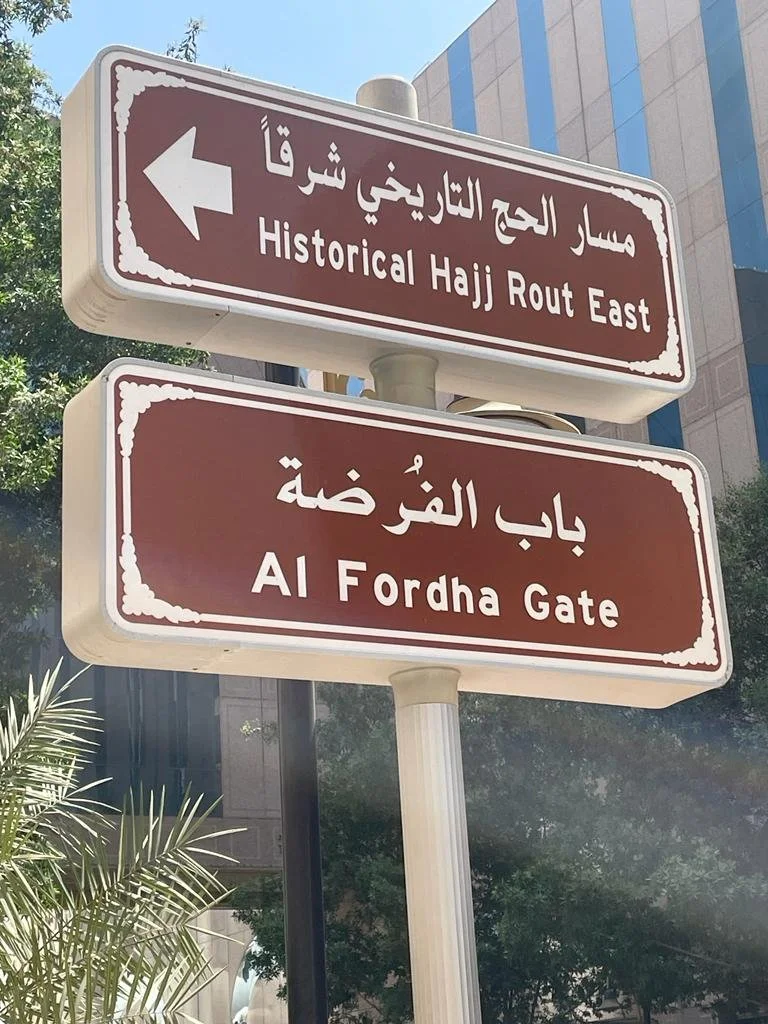 مسار الحج التاريخي شرقاً
Historical Hajj Rout East
باب الفُرضة
Al Fordha Gate